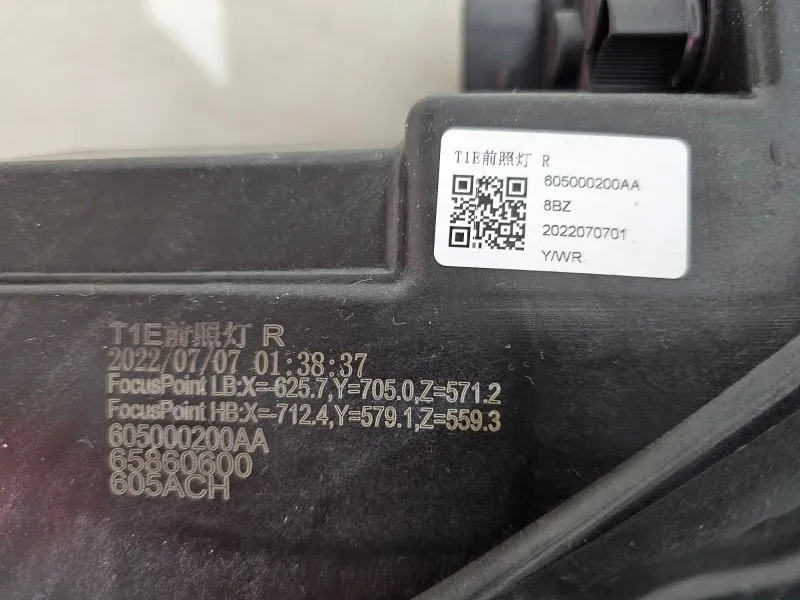 T1E前照灯 R
605000200AA
8BZ
2022070701
Y/WR
T1E前照灯 R
2022/07/07 01:38:37
FocusPoint LB:X=-625.7,Y=705.0,Z=571.2
FocusPoint HB:X=-712.4,Y=579.1,Z=559.3
605000200AA
65860600
605ACH